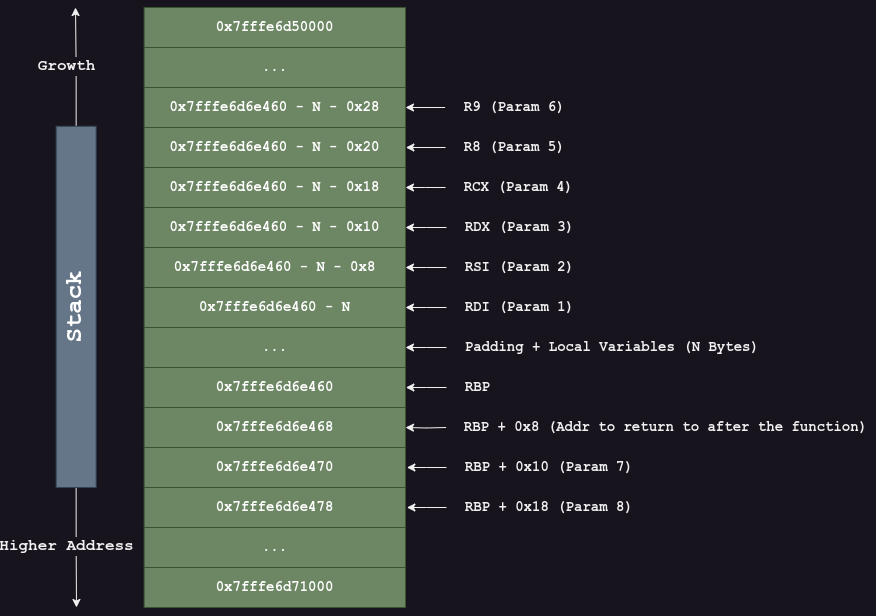 0x7fffe6d50000
Growth
...
0x7fffe6d6e460 - N - 0x28 R9 (Param 6)
0x7fffe6d6e460 - N - 0x20 R8 (Param 5)
0x7fffe6d6e460 - N - 0x18 RCX (Param 4)
0x7fffe6d6e460 - N - 0x10 RDX (Param 3)
0x7fffe6d6e460 - N - 0x8 RSI (Param 2)
Stack
0x7fffe6d6e460 - N RDI (Param 1)
... Padding + Local Variables (N Bytes)
0x7fffe6d6e460 RBP
0x7fffe6d6e468 RBP + 0x8 (Addr to return to after the function)
0x7fffe6d6e470 RBP + 0x10 (Param 7)
0x7fffe6d6e478 RBP + 0x18 (Param 8)
Higher Address
...
0x7fffe6d71000